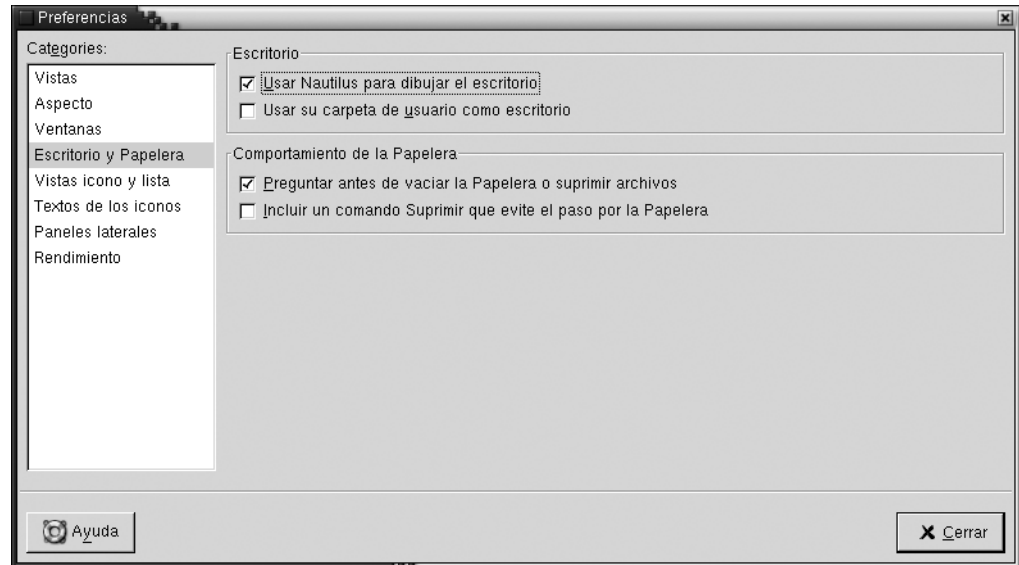 Preferencias
Categories:
Vistas
Aspecto
Ventanas
Escritorio y Papelera
Vistas icono y lista
Textos de los iconos
Paneles laterales
Rendimiento
Escritorio
Usar Nautilus para dibujar el escritorio
Usar su carpeta de usuario como escritorio
Comportamiento de la Papelera
Preguntar antes de vaciar la Papelera o suprimir archivos
Incluir un comando Suprimir que evite el paso por la Papelera
Ayuda
Cerrar